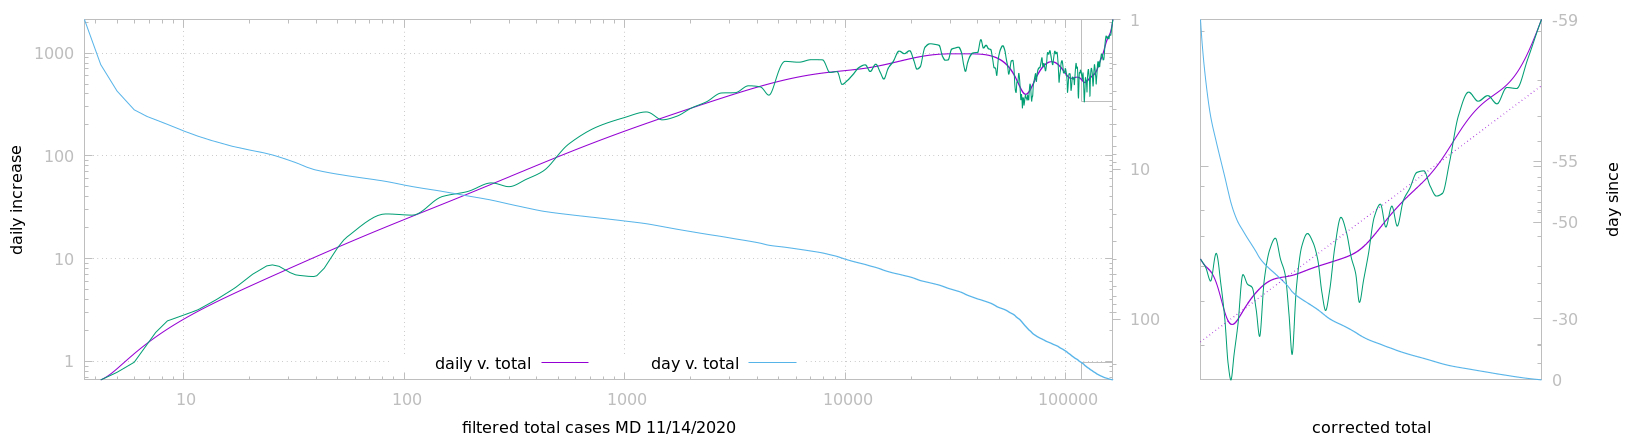 1000
100
10
1
daily increase
10
100
1000
10000
100000
filtered total cases MD 11/14/2020
daily v. total
day v. total
1
10
100
-59
-55
-50
-30
0
day since
corrected total